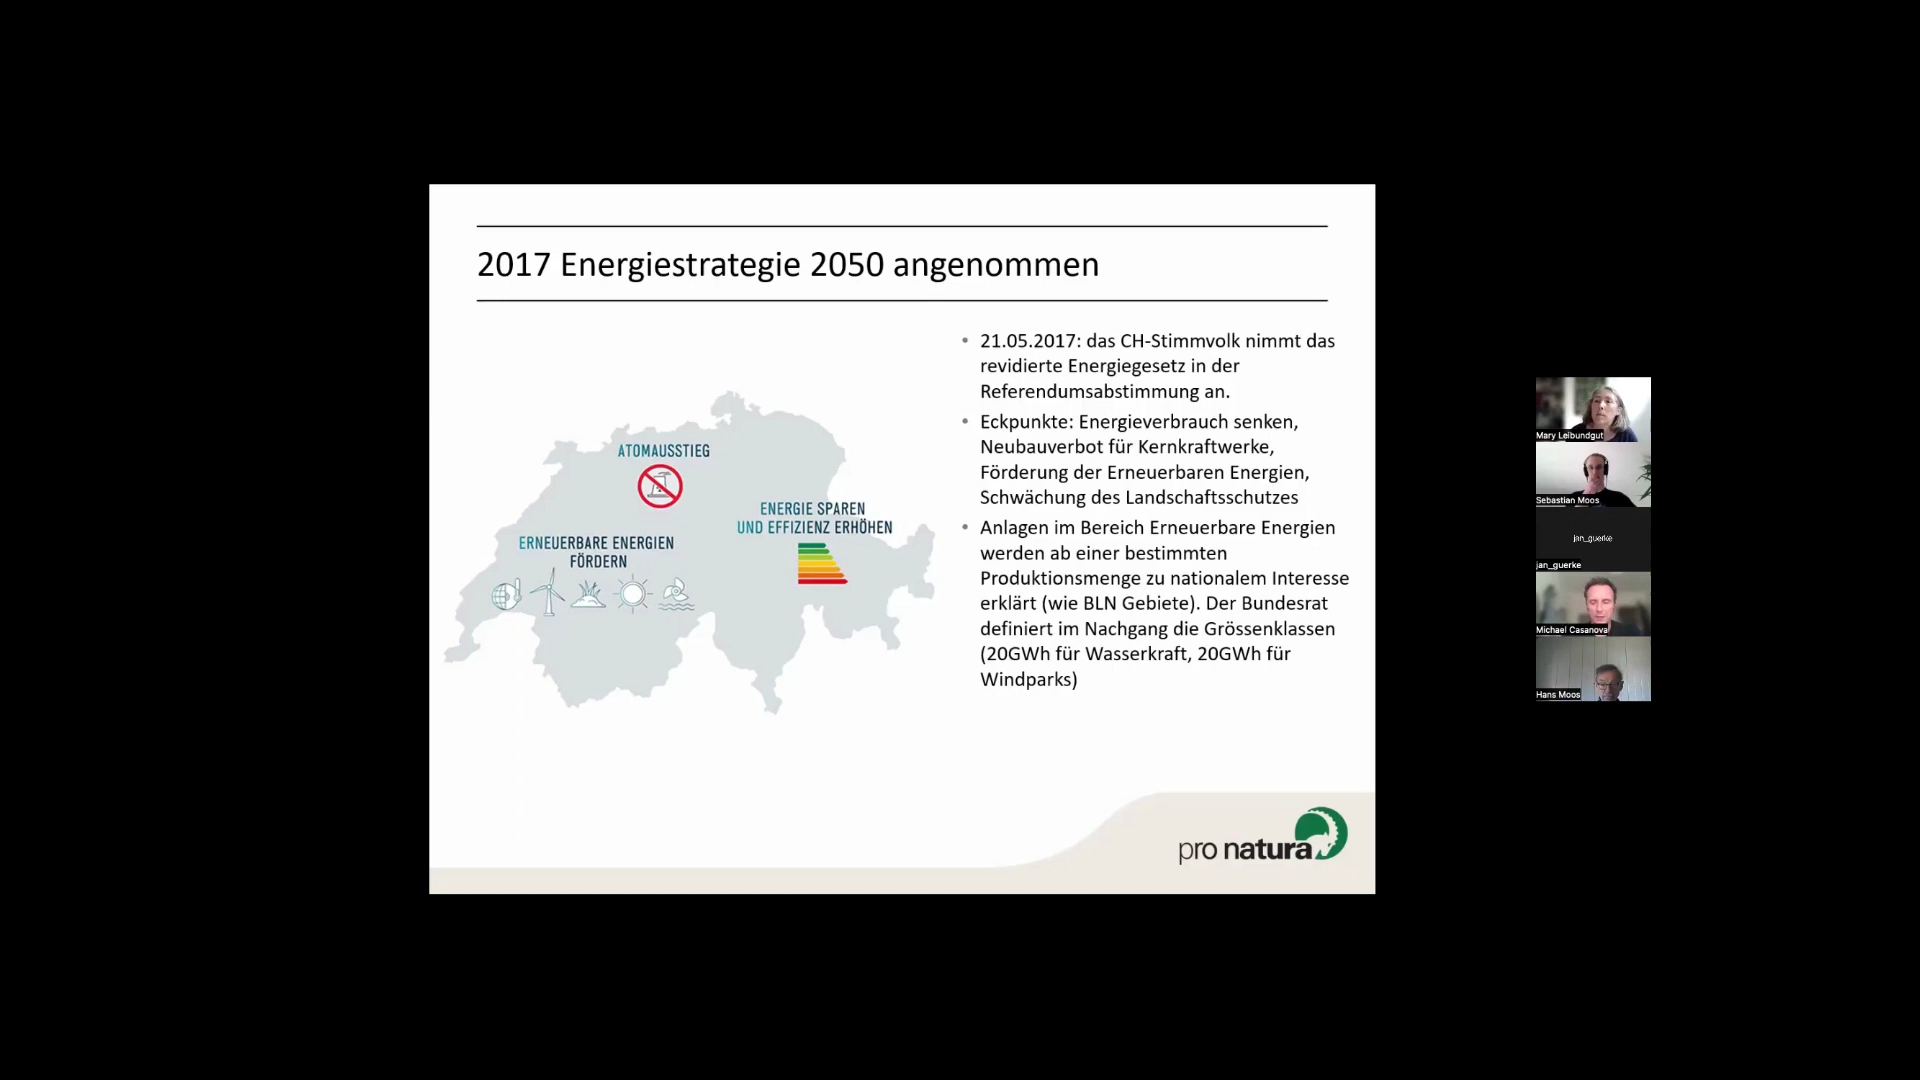 2017 Energiestrategie 2050 angenommen
ATOMAUSSTIEG
ENERGIE SPAREN
UND EFFIZIENZ ERHÖHEN
ERNEUERBARE ENERGIEN
FÖRDERN
• 21.05.2017: das CH-Stimmvolk nimmt das
revidierte Energiegesetz in der
Referendumsabstimmung an.
• Eckpunkte: Energieverbrauch senken,
Neubauverbot für Kernkraftwerke,
Förderung der Erneuerbaren Energien,
Schwächung des Landschaftsschutzes
• Anlagen im Bereich Erneuerbare Energien
werden ab einer bestimmten
Produktionsmenge zu nationalem Interesse
erklärt (wie BLN Gebiete). Der Bundesrat
definiert im Nachgang die Grössenklassen
(20GWh für Wasserkraft, 20GWh für
Windparks)
pro natura
Mary Leibundgut
Sebastian Moos
jan_guerke
jan_guerke
Michael Casanova
Hans Moos